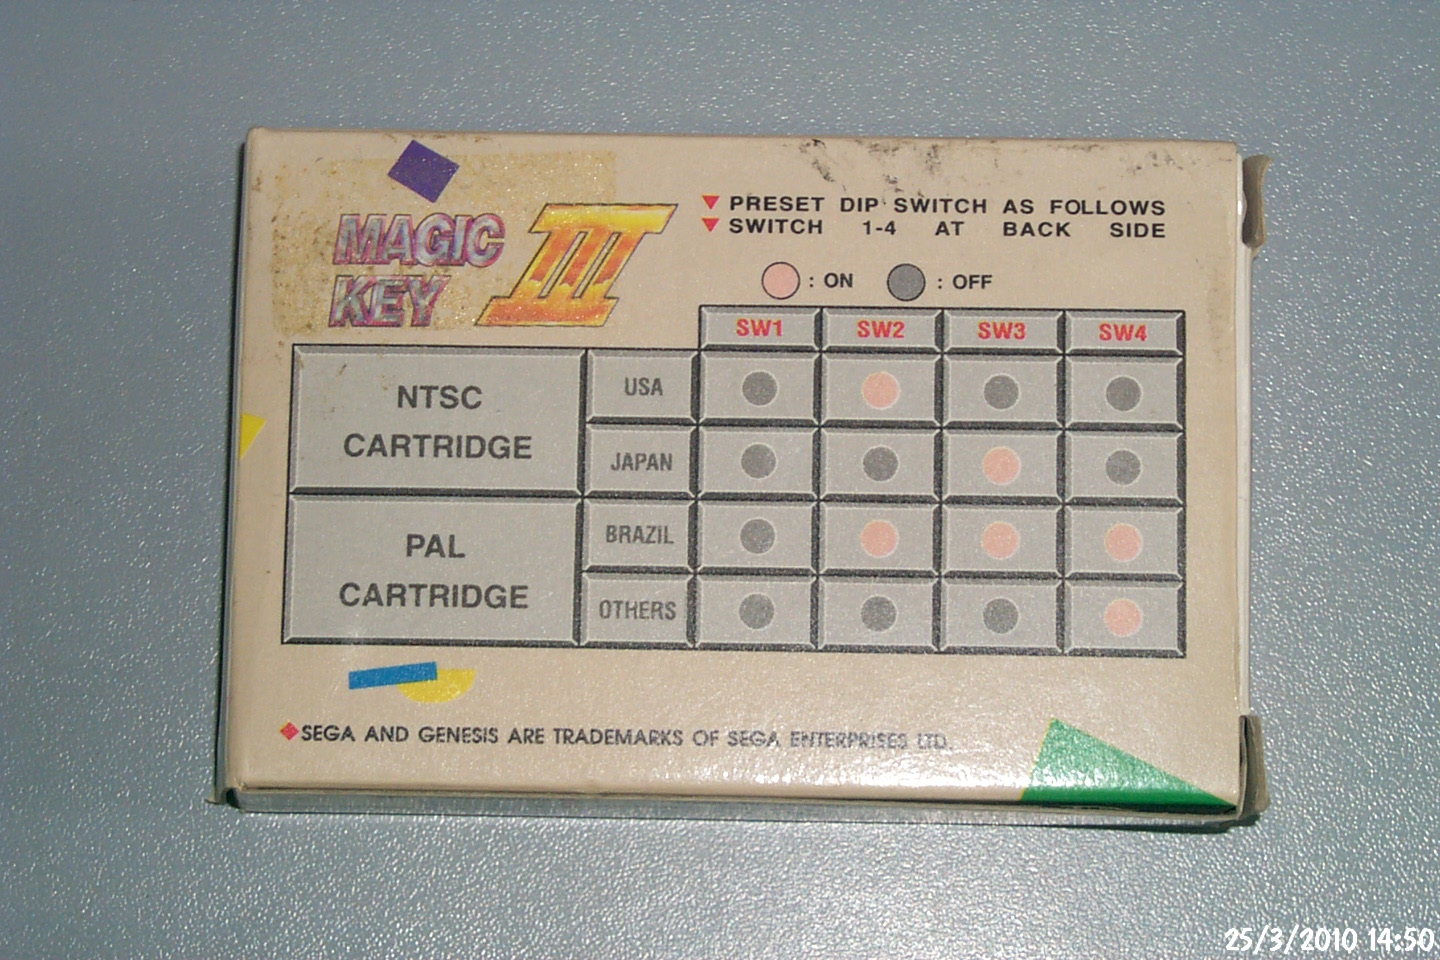 MAGIC
KEY III
PRESET DIP SWITCH AS FOLLOWS
SWITCH 1-4 AT BACK SIDE
: ON : OFF
SW1 SW2 SW3 SW4
NTSC
CARTRIDGE
USA
JAPAN
PAL
CARTRIDGE
BRAZIL
OTHERS
SEGA AND GENESIS ARE TRADEMARKS OF SEGA ENTERPRISES LTD.
25/3/2010 14:50